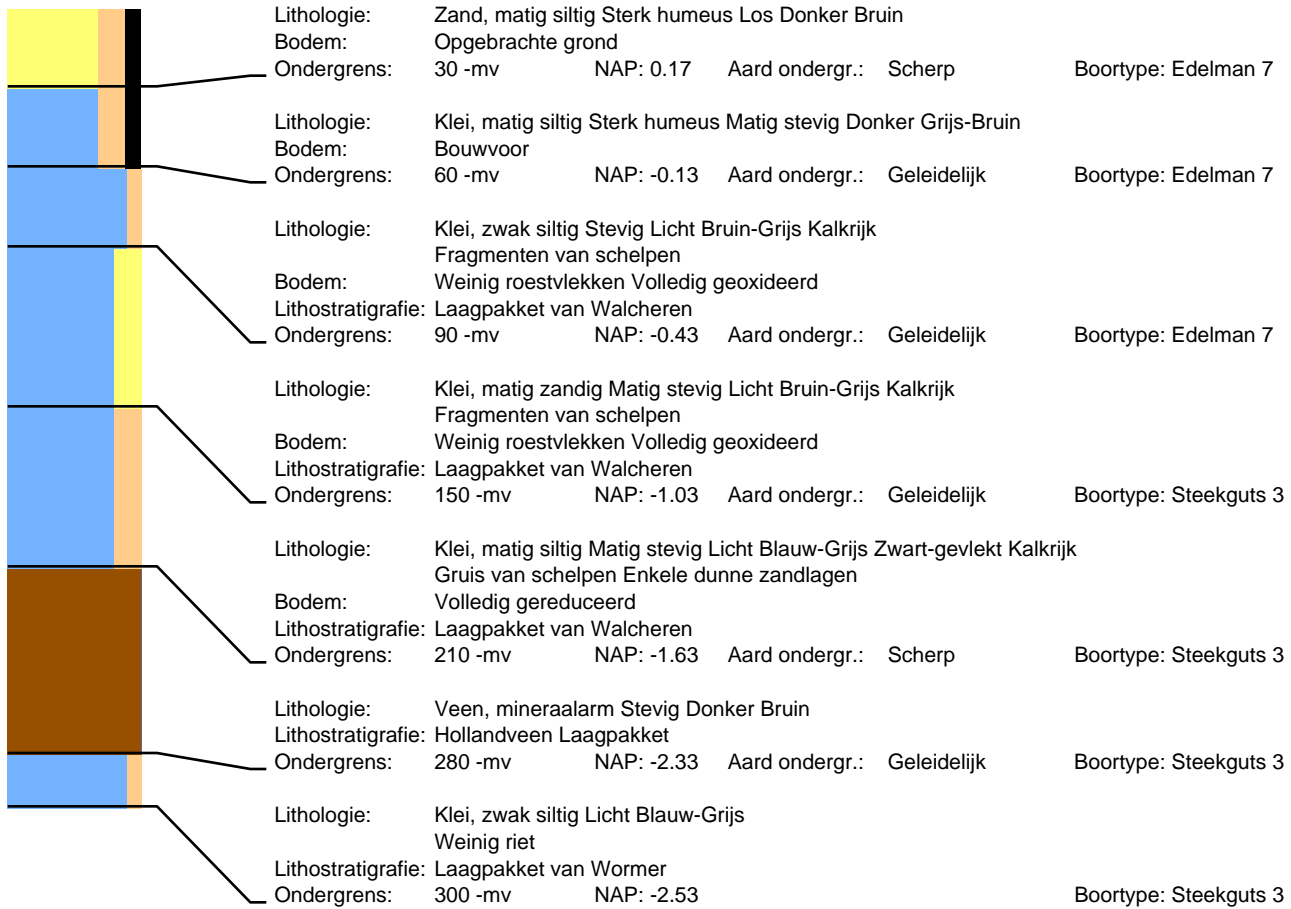 Lithologie: Zand, matig siltig Sterk humeus Los Donker Bruin
Bodem: Opgebrachte grond
Ondergrens: 30 -mv NAP: 0.17 Aard ondergr.: Scherp Boortype: Edelman 7
Lithologie: Klei, matig siltig Sterk humeus Matig stevig Donker Grijs-Bruin
Bodem: Bouwvoor
Ondergrens: 60 -mv NAP: -0.13 Aard ondergr.: Geleidelijk Boortype: Edelman 7
Lithologie: Klei, zwak siltig Stevig Licht Bruin-Grijs Kalkrijk
Fragmenten van schelpen
Bodem: Weinig roestvlekken Volledig geoxideerd
Lithostratigrafie: Laagpakket van Walcheren
Ondergrens: 90 -mv NAP: -0.43 Aard ondergr.: Geleidelijk Boortype: Edelman 7
Lithologie: Klei, matig zandig Matig stevig Licht Bruin-Grijs Kalkrijk
Fragmenten van schelpen
Bodem: Weinig roestvlekken Volledig geoxideerd
Lithostratigrafie: Laagpakket van Walcheren
Ondergrens: 150 -mv NAP: -1.03 Aard ondergr.: Geleidelijk Boortype: Steekguts 3
Lithologie: Klei, matig siltig Matig stevig Licht Blauw-Grijs Zwart-gevlekt Kalkrijk
Gruis van schelpen Enkele dunne zandlagen
Bodem: Volledig gereduceerd
Lithostratigrafie: Laagpakket van Walcheren
Ondergrens: 210 -mv NAP: -1.63 Aard ondergr.: Scherp Boortype: Steekguts 3
Lithologie: Veen, mineraalarm Stevig Donker Bruin
Lithostratigrafie: Hollandveen Laagpakket
Ondergrens: 280 -mv NAP: -2.33 Aard ondergr.: Geleidelijk Boortype: Steekguts 3
Lithologie: Klei, zwak siltig Licht Blauw-Grijs
Weinig riet
Lithostratigrafie: Laagpakket van Wormer
Ondergrens: 300 -mv NAP: -2.53 Boortype: Steekguts 3